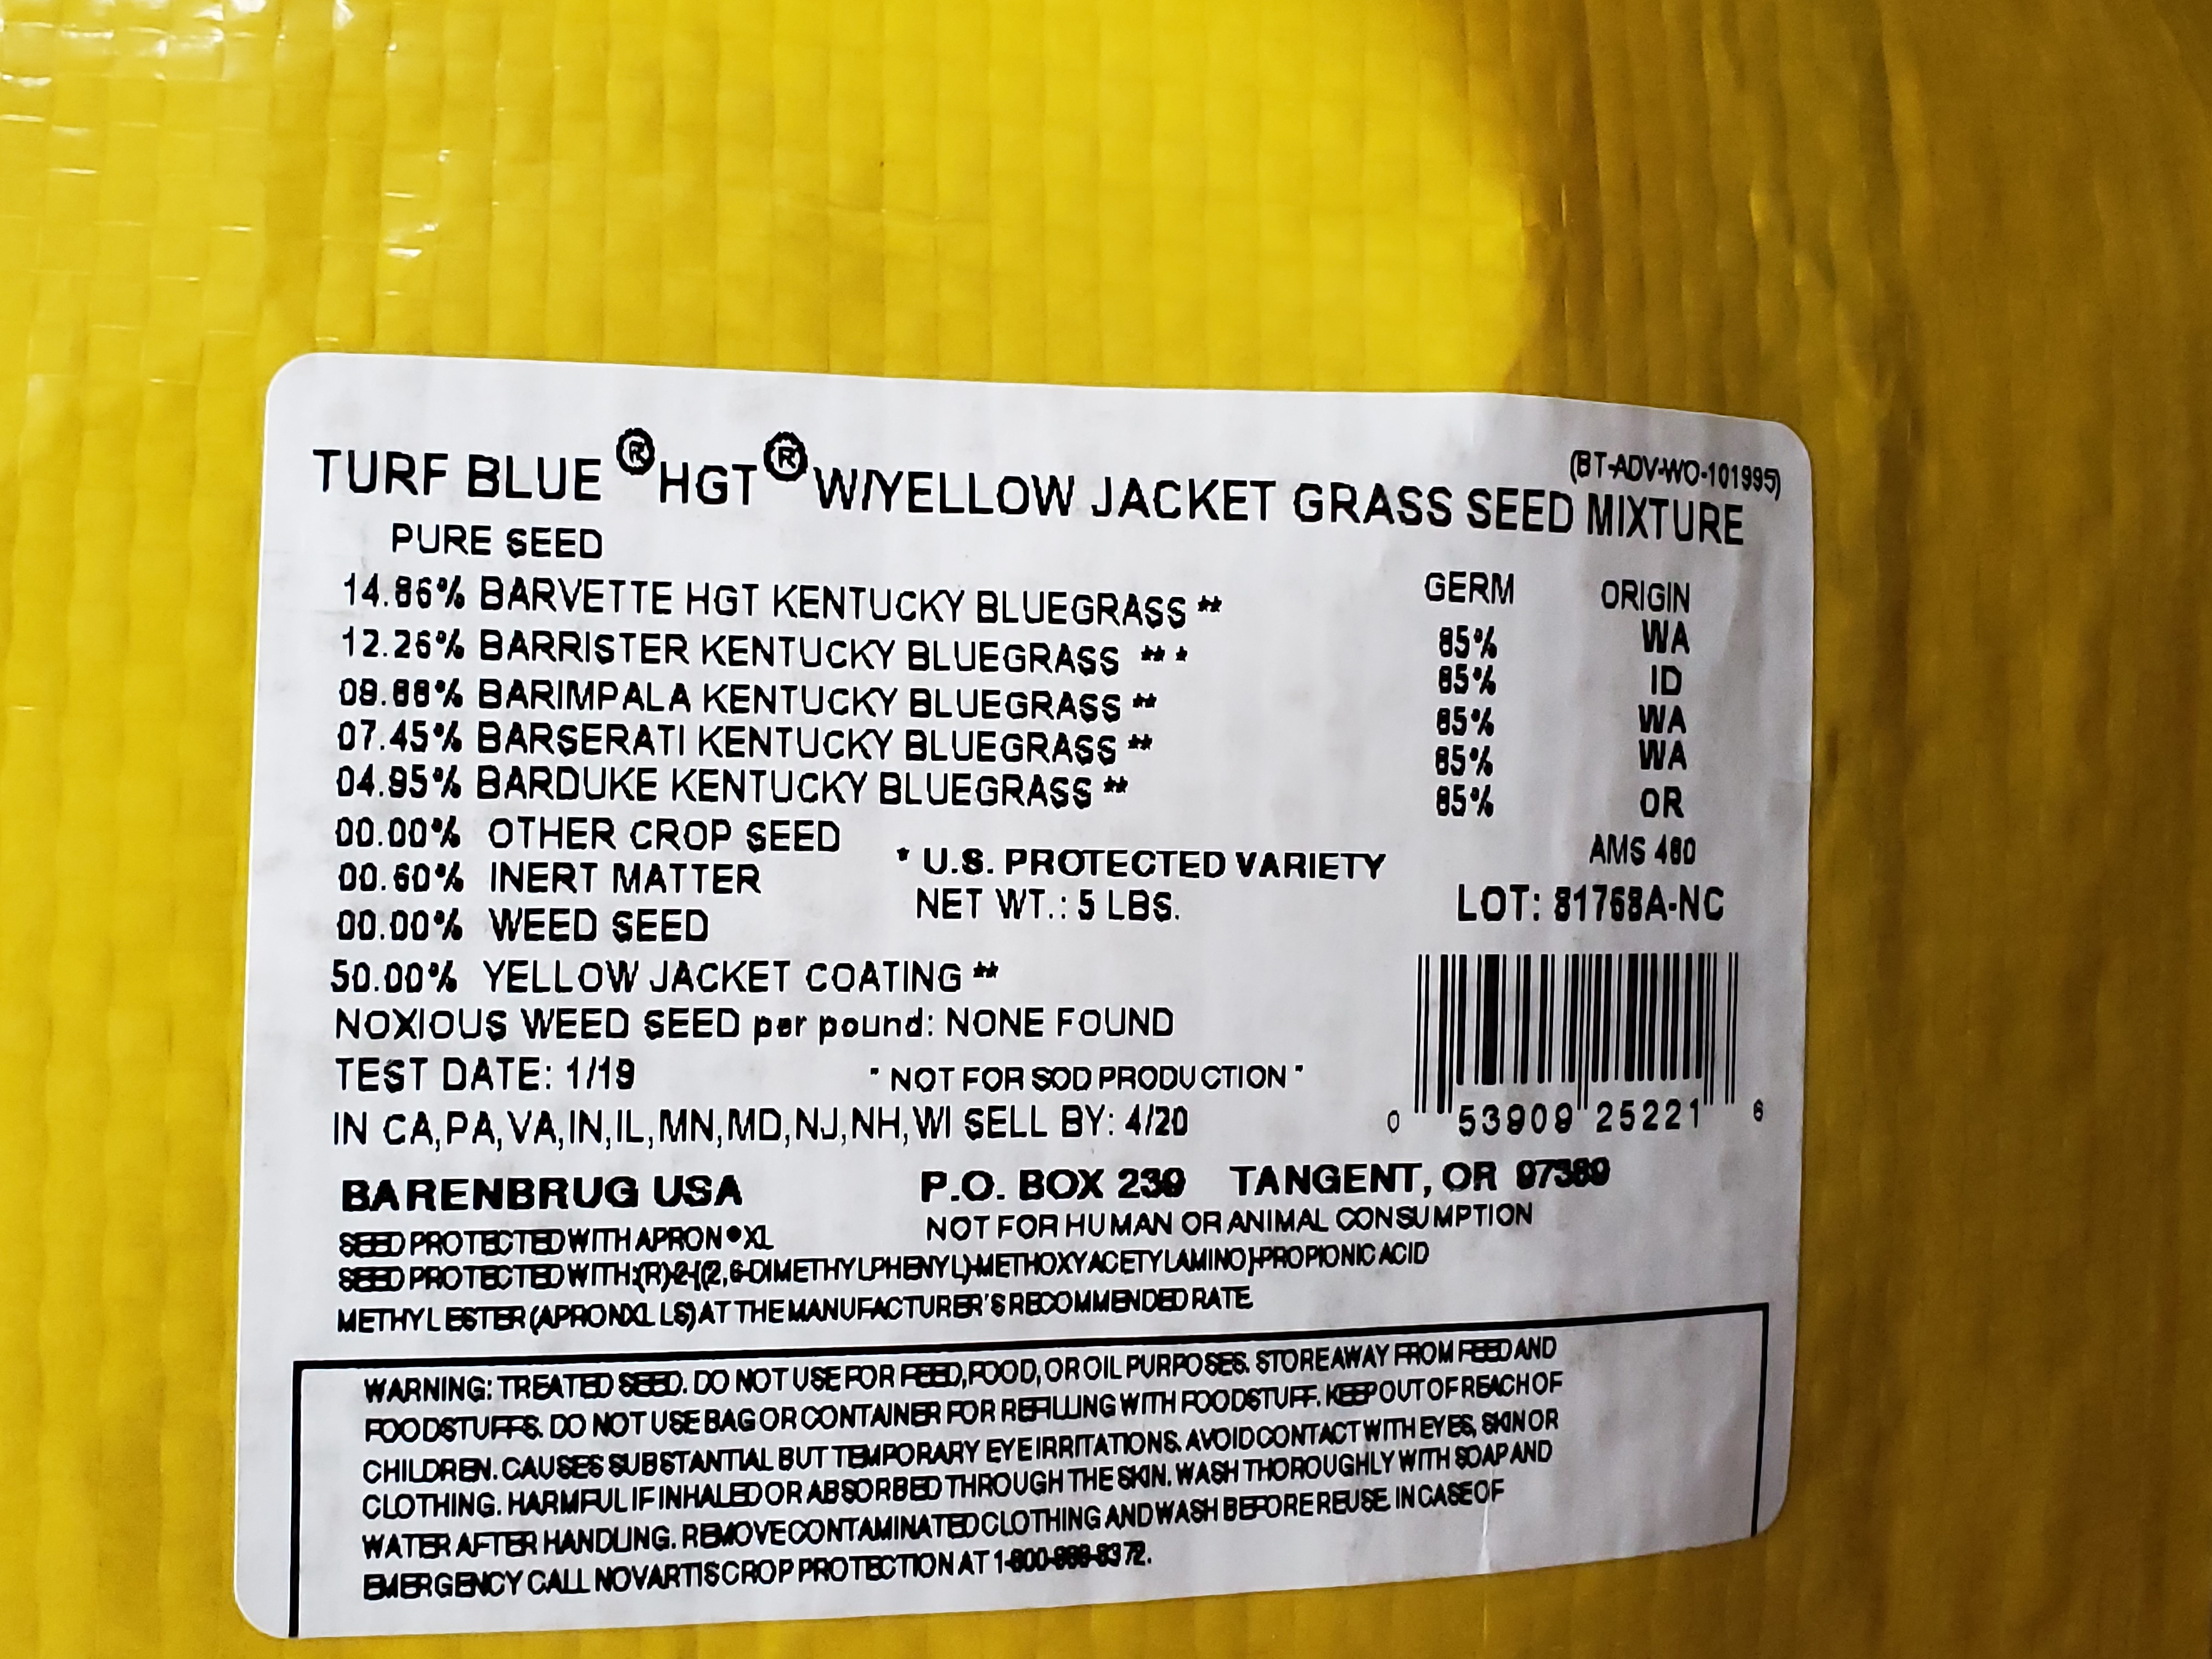 (BT-ADV-WO-101995)
TURF BLUE ® HGT ® W/YELLOW JACKET GRASS SEED MIXTURE
PURE SEED GERM ORIGIN
14.86% BARVETTE HGT KENTUCKY BLUEGRASS ** 85% WA
12.26% BARRISTER KENTUCKY BLUEGRASS ** * 85% ID
09.88% BARIMPALA KENTUCKY BLUEGRASS ** 85% WA
07.45% BARSERATI KENTUCKY BLUEGRASS ** 85% WA
04.95% BARDUKE KENTUCKY BLUEGRASS ** 85% OR
00.00% OTHER CROP SEED
* U.S. PROTECTED VARIETY AMS 480
00.60% INERT MATTER
NET WT.: 5 LBS. LOT: 81768A-NC
00.00% WEED SEED
50.00% YELLOW JACKET COATING **
NOXIOUS WEED SEED per pound: NONE FOUND
TEST DATE: 1/19 " NOT FOR SOD PRODUCTION "
IN CA,PA,VA,IN,IL,MN,MD,NJ,NH,WI SELL BY: 4/20
0 53909 25221 6
BARENBRUG USA P.O. BOX 239 TANGENT, OR 97389
NOT FOR HUMAN OR ANIMAL CONSUMPTION
SEED PROTECTED WITH APRON ® XL
SEED PROTECTED WITH:(R)-2-[(2,6-DIMETHYLPHENYL)-METHOXYACETYLAMINO]-PROPIONIC ACID
METHYL ESTER (APRON XL LS) AT THE MANUFACTURER'S RECOMMENDED RATE.
WARNING: TREATED SEED. DO NOT USE FOR FEED, FOOD, OR OIL PURPOSES. STORE AWAY FROM FEED AND
FOODSTUFFS. DO NOT USE BAG OR CONTAINER FOR REFILLING WITH FOODSTUFF. KEEP OUT OF REACH OF
CHILDREN. CAUSES SUBSTANTIAL BUT TEMPORARY EYE IRRITATIONS. AVOID CONTACT WITH EYES, SKIN OR
CLOTHING. HARMFUL IF INHALED OR ABSORBED THROUGH THE SKIN. WASH THOROUGHLY WITH SOAP AND
WATER AFTER HANDLING. REMOVE CONTAMINATED CLOTHING AND WASH BEFORE REUSE. IN CASE OF
EMERGENCY CALL NOVARTIS CROP PROTECTION AT 1-800-888-8372.